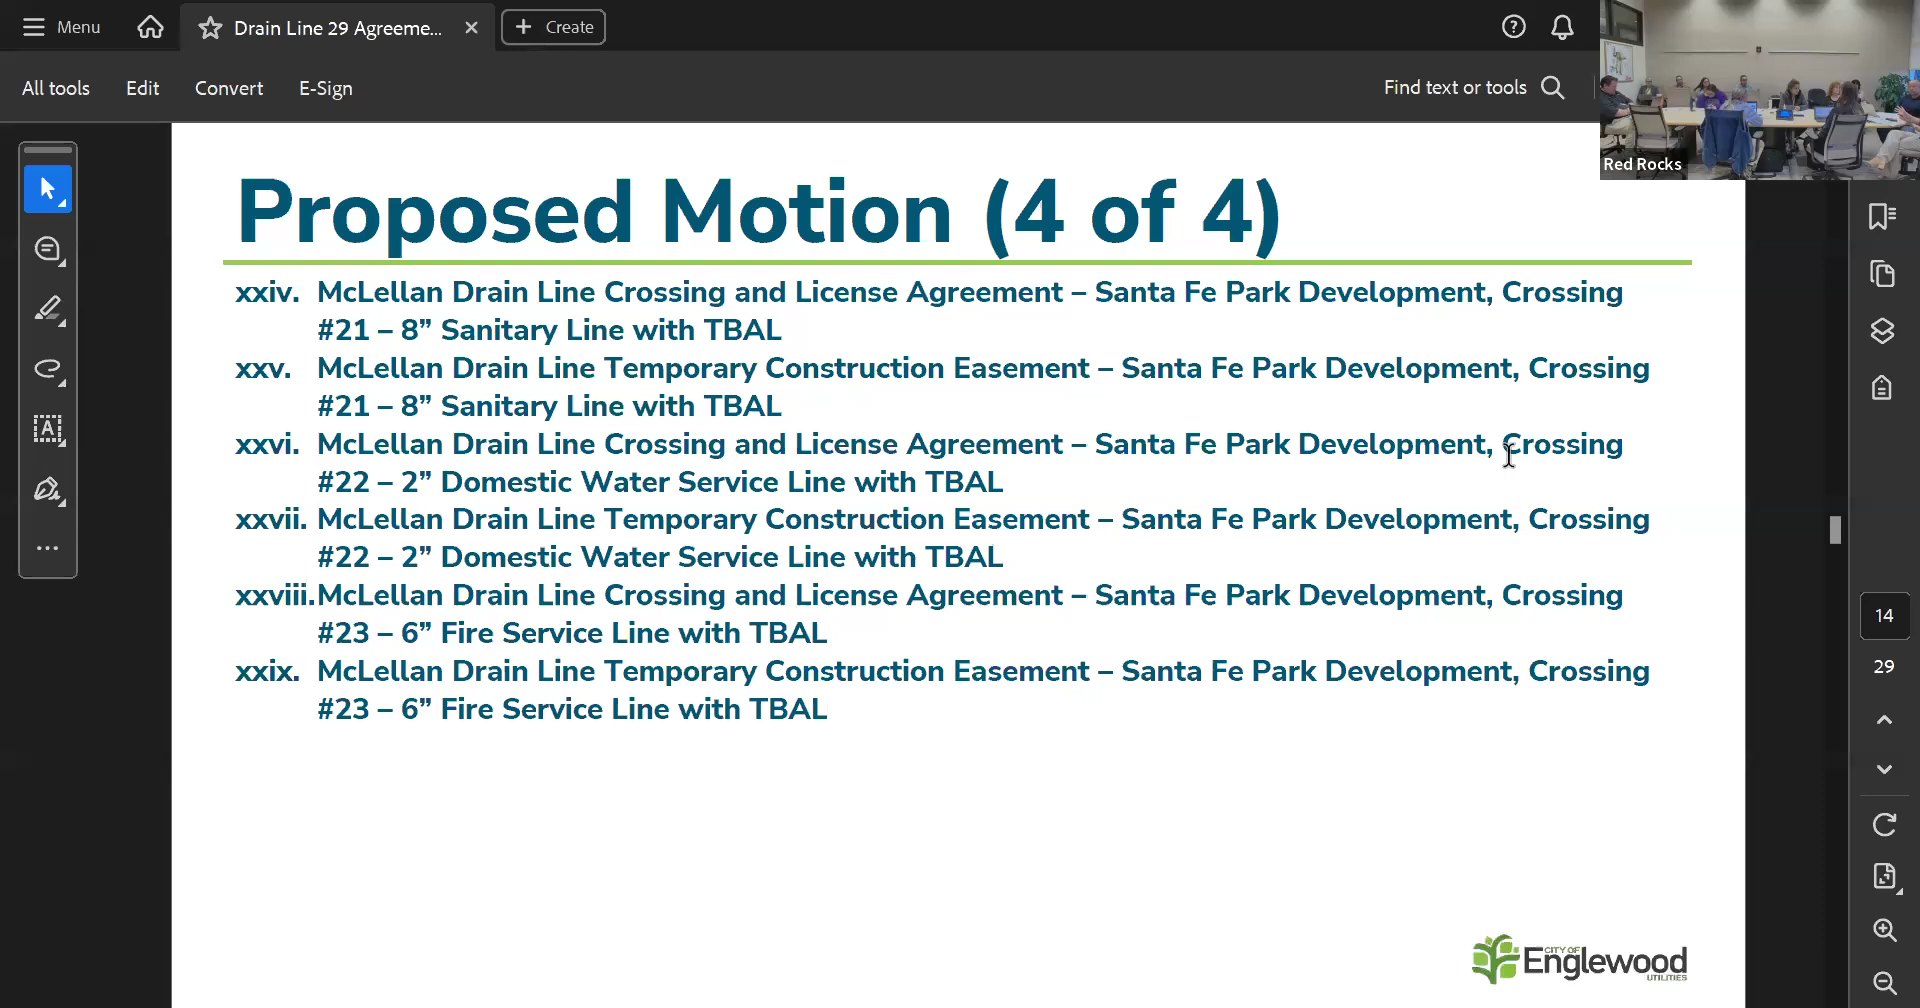 Menu
Drain Line 29 Agreeme...
Create
All tools
Edit
Convert
E-Sign
Find text or tools
Red Rocks
Proposed Motion (4 of 4)
xxiv. McLellan Drain Line Crossing and License Agreement – Santa Fe Park Development, Crossing
#21 – 8” Sanitary Line with TBAL
xxv. McLellan Drain Line Temporary Construction Easement – Santa Fe Park Development, Crossing
#21 – 8” Sanitary Line with TBAL
xxvi. McLellan Drain Line Crossing and License Agreement – Santa Fe Park Development, Crossing
#22 – 2” Domestic Water Service Line with TBAL
xxvii. McLellan Drain Line Temporary Construction Easement – Santa Fe Park Development, Crossing
#22 – 2” Domestic Water Service Line with TBAL
xxviii. McLellan Drain Line Crossing and License Agreement – Santa Fe Park Development, Crossing
#23 – 6” Fire Service Line with TBAL
xxix. McLellan Drain Line Temporary Construction Easement – Santa Fe Park Development, Crossing
#23 – 6” Fire Service Line with TBAL
14
29
CITY OF
Englewood
UTILITIES